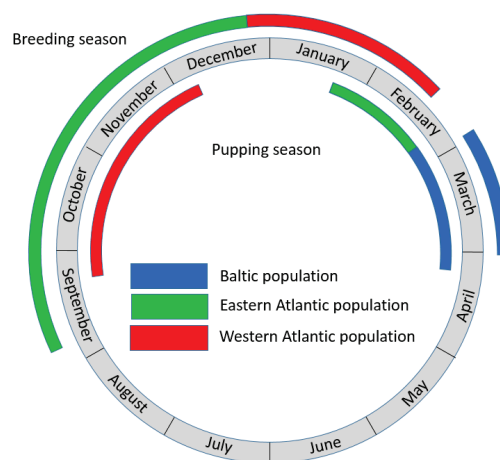 Breeding season
December
January
November
February
Pupping season
October
March
Baltic population
September
Eastern Atlantic population
April
Western Atlantic population
August
May
July
June